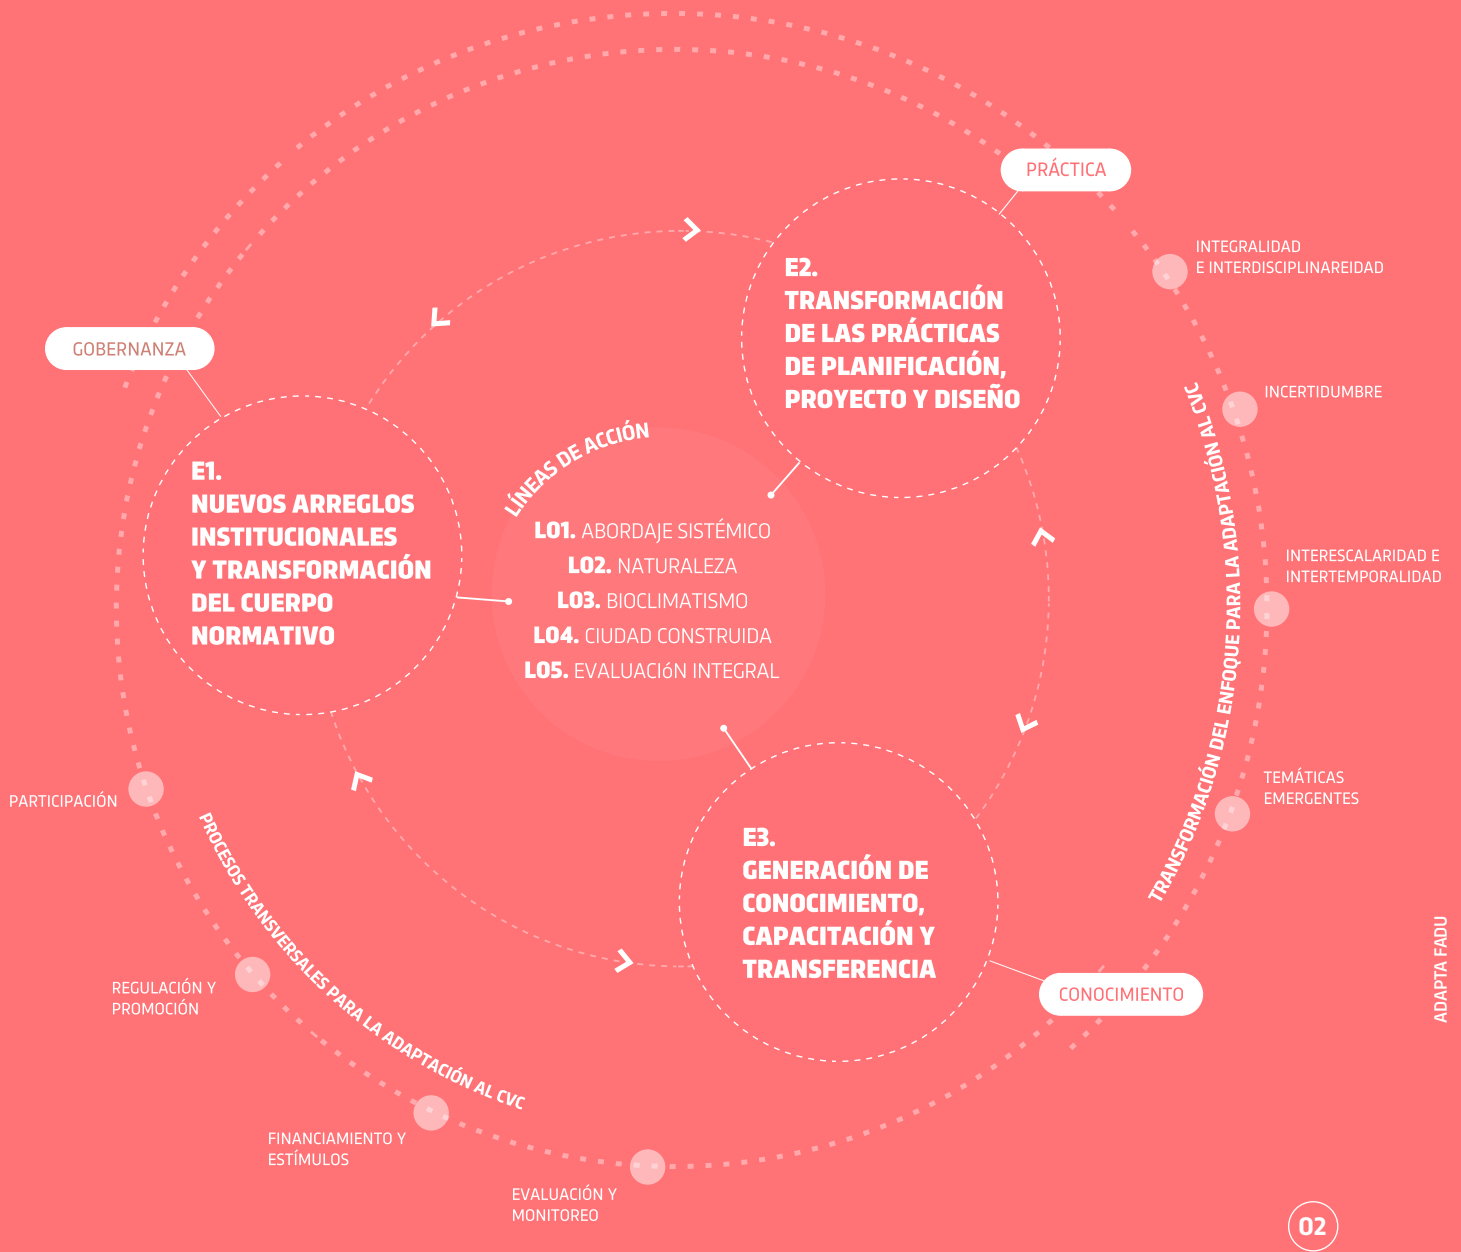 PRÁCTICA
GOBERNANZA
E2.
TRANSFORMACIÓN
DE LAS PRÁCTICAS
DE PLANIFICACIÓN,
PROYECTO Y DISEÑO
E1.
NUEVOS ARREGLOS
INSTITUCIONALES
Y TRANSFORMACIÓN
DEL CUERPO
NORMATIVO
LÍNEAS DE ACCIÓN
L01. ABORDAJE SISTÉMICO
L02. NATURALEZA
L03. BIOCLIMATISMO
L04. CIUDAD CONSTRUIDA
L05. EVALUACIóN INTEGRAL
E3.
GENERACIÓN DE
CONOCIMIENTO,
CAPACITACIÓN Y
TRANSFERENCIA
CONOCIMIENTO
TRANSFORMACIÓN DEL ENFOQUE PARA LA ADAPTACIÓN AL CVC
INTEGRALIDAD
E INTERDISCIPLINAREIDAD
INCERTIDUMBRE
INTERESCALARIDAD E
INTERTEMPORALIDAD
TEMÁTICAS
EMERGENTES
PROCESOS TRANSVERSALES PARA LA ADAPTACIÓN AL CVC
PARTICIPACIÓN
REGULACIÓN Y
PROMOCIÓN
FINANCIAMIENTO Y
ESTÍMULOS
EVALUACIÓN Y
MONITOREO
ADAPTA FADU
02